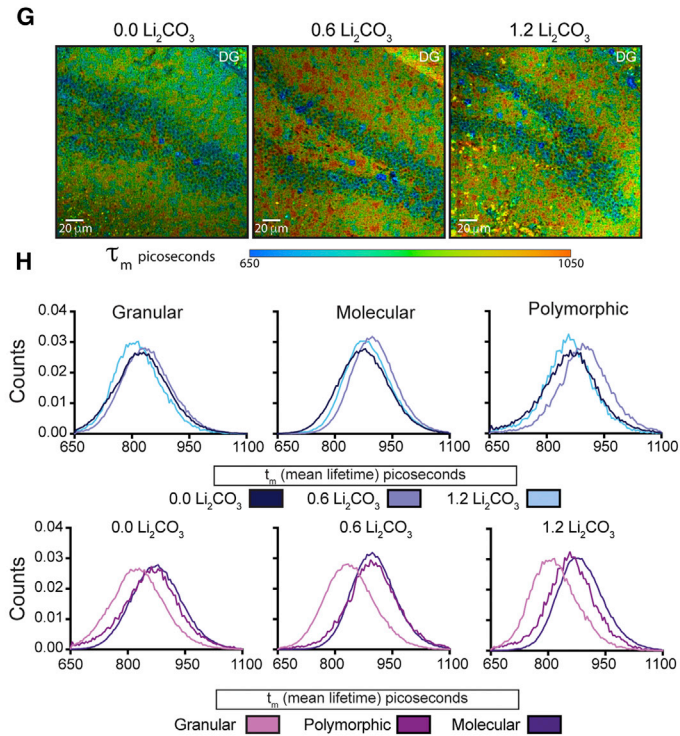 G
0.0 Li₂CO₃ 0.6 Li₂CO₃ 1.2 Li₂CO₃
DG DG DG
20 μm 20 μm 20 μm
τm picoseconds 650 1050
H
Granular Molecular Polymorphic
Counts
0.04
0.03
0.02
0.01
0.00
650 800 950 1100 650 800 950 1100 650 800 950 1100
tm (mean lifetime) picoseconds
0.0 Li₂CO₃ 0.6 Li₂CO₃ 1.2 Li₂CO₃
0.0 Li₂CO₃ 0.6 Li₂CO₃ 1.2 Li₂CO₃
Counts
0.04
0.03
0.02
0.01
0.00
650 800 950 1100 650 800 950 1100 650 800 950 1100
tm (mean lifetime) picoseconds
Granular Polymorphic Molecular